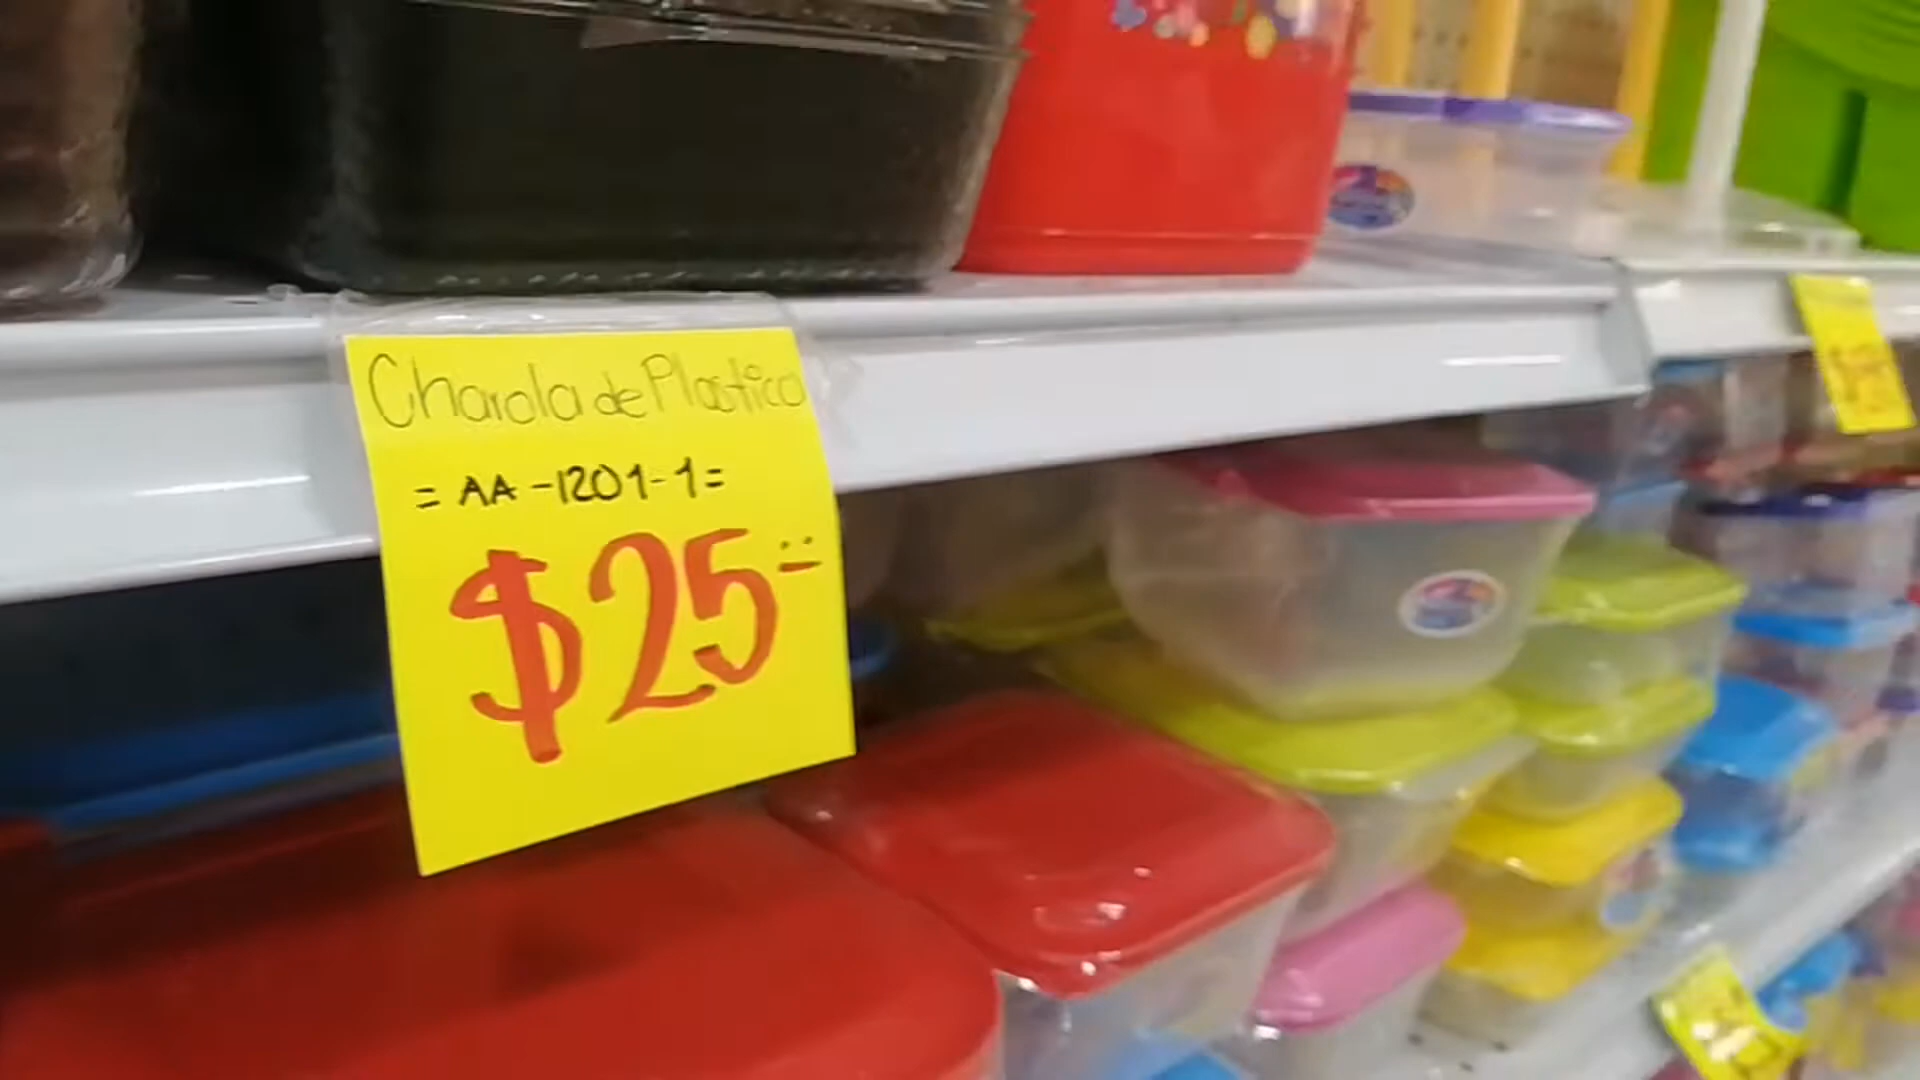 Charola de Plastico
= AA-1201-1=
$25=